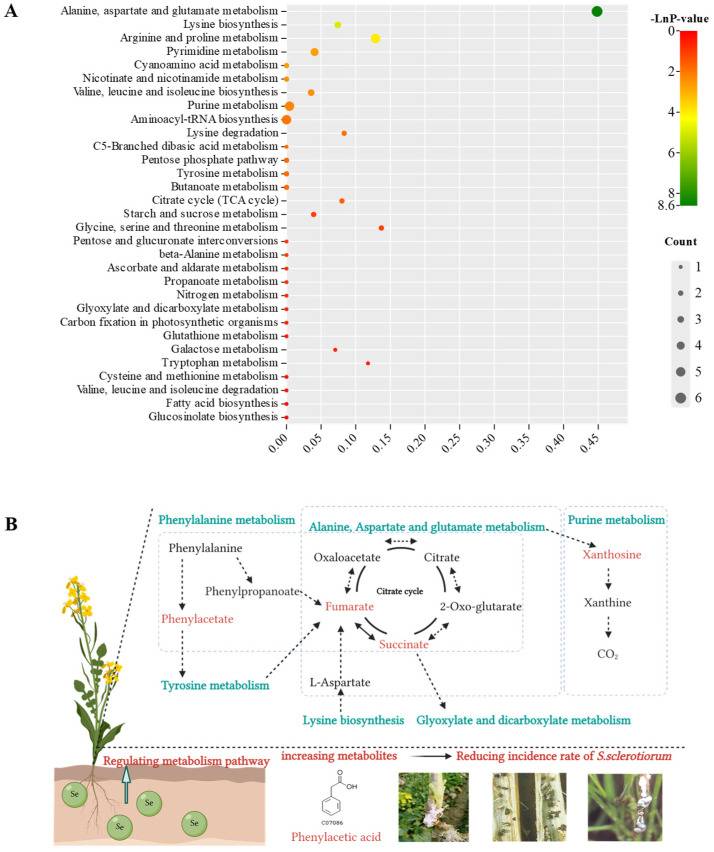 A
Alanine, aspartate and glutamate metabolism
Lysine biosynthesis
Arginine and proline metabolism
Pyrimidine metabolism
Cyanoamino acid metabolism
Nicotinate and nicotinamide metabolism
Valine, leucine and isoleucine biosynthesis
Purine metabolism
Aminoacyl-tRNA biosynthesis
Lysine degradation
C5-Branched dibasic acid metabolism
Pentose phosphate pathway
Tyrosine metabolism
Butanoate metabolism
Citrate cycle (TCA cycle)
Starch and sucrose metabolism
Glycine, serine and threonine metabolism
Pentose and glucuronate interconversions
beta-Alanine metabolism
Ascorbate and aldarate metabolism
Propanoate metabolism
Nitrogen metabolism
Glyoxylate and dicarboxylate metabolism
Carbon fixation in photosynthetic organisms
Glutathione metabolism
Galactose metabolism
Tryptophan metabolism
Cysteine and methionine metabolism
Valine, leucine and isoleucine degradation
Fatty acid biosynthesis
Glucosinolate biosynthesis
0.00 0.05 0.10 0.15 0.20 0.25 0.30 0.35 0.40 0.45
-LnP-value
0
2
4
6
8
8.6
Count
1
2
3
4
5
6
B
Phenylalanine metabolism
Alanine, Aspartate and glutamate metabolism
Purine metabolism
Phenylalanine
Oxaloacetate
Citrate
Xanthosine
Phenylpropanoate
Citrate cycle
Phenylacetate
Fumarate
2-Oxo-glutarate
Xanthine
Succinate
CO₂
Tyrosine metabolism
L-Aspartate
Lysine biosynthesis
Glyoxylate and dicarboxylate metabolism
Regulating metabolism pathway
increasing metabolites
Reducing incidence rate of S.sclerotiorum
Se
Se
Se
Se
O
OH
C07086
Phenylacetic acid